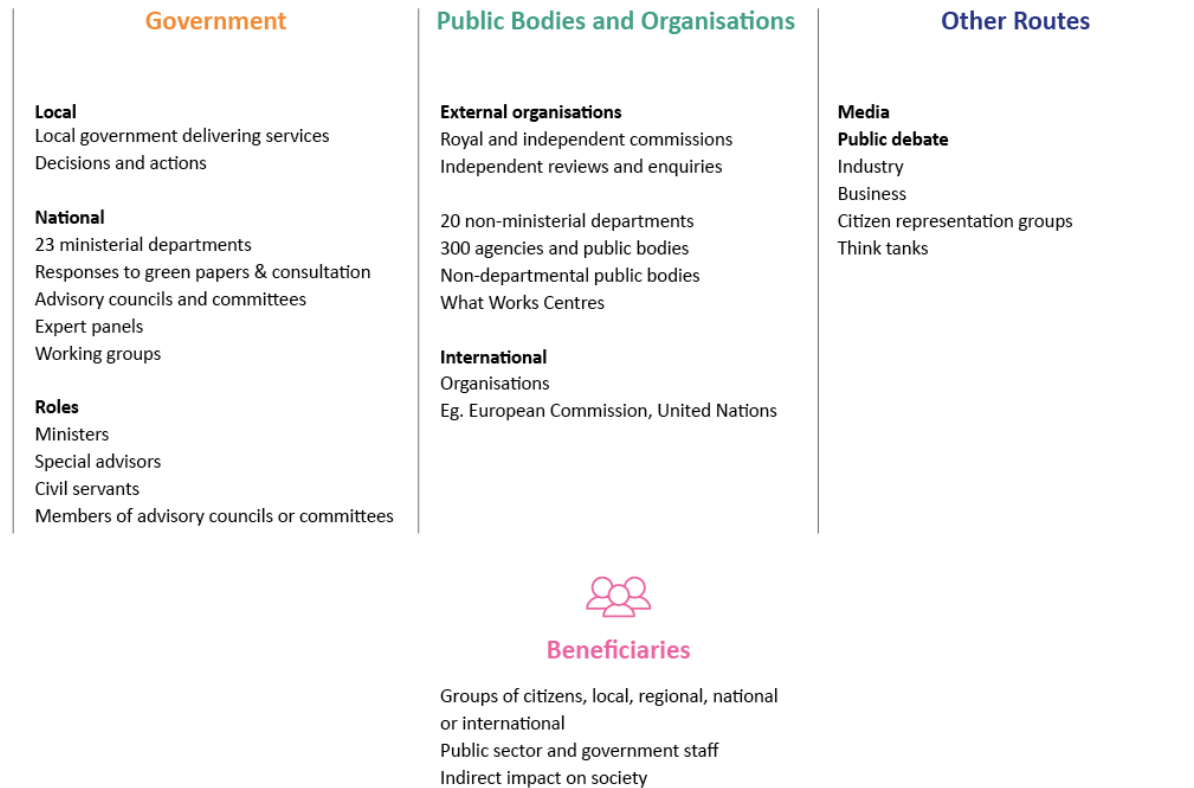 Government
Local
Local government delivering services
Decisions and actions
National
23 ministerial departments
Responses to green papers & consultation
Advisory councils and committees
Expert panels
Working groups
Roles
Ministers
Special advisors
Civil servants
Members of advisory councils or committees
Public Bodies and Organisations
External organisations
Royal and independent commissions
Independent reviews and enquiries
20 non-ministerial departments
300 agencies and public bodies
Non-departmental public bodies
What Works Centres
International
Organisations
Eg. European Commission, United Nations
Other Routes
Media
Public debate
Industry
Business
Citizen representation groups
Think tanks
Beneficiaries
Groups of citizens, local, regional, national
or international
Public sector and government staff
Indirect impact on society